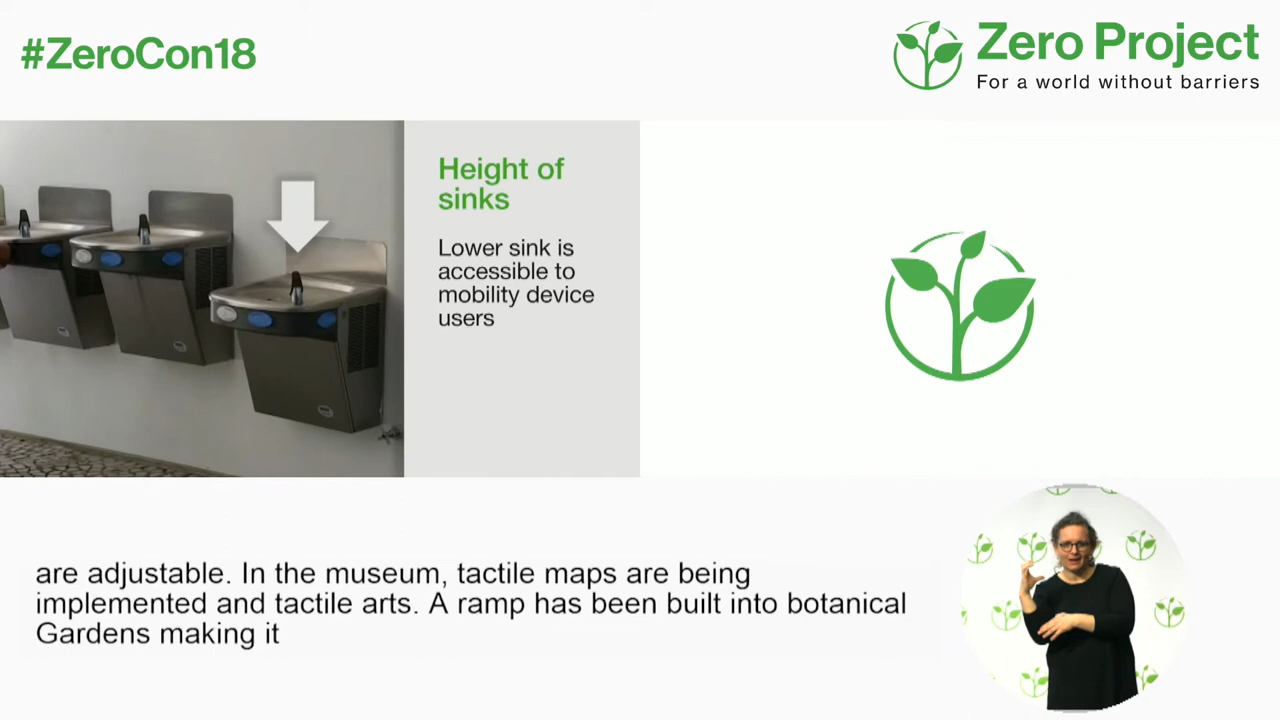 #ZeroCon18
Zero Project
For a world without barriers
Height of
sinks
Lower sink is
accessible to
mobility device
users
are adjustable. In the museum, tactile maps are being
implemented and tactile arts. A ramp has been built into botanical
Gardens making it